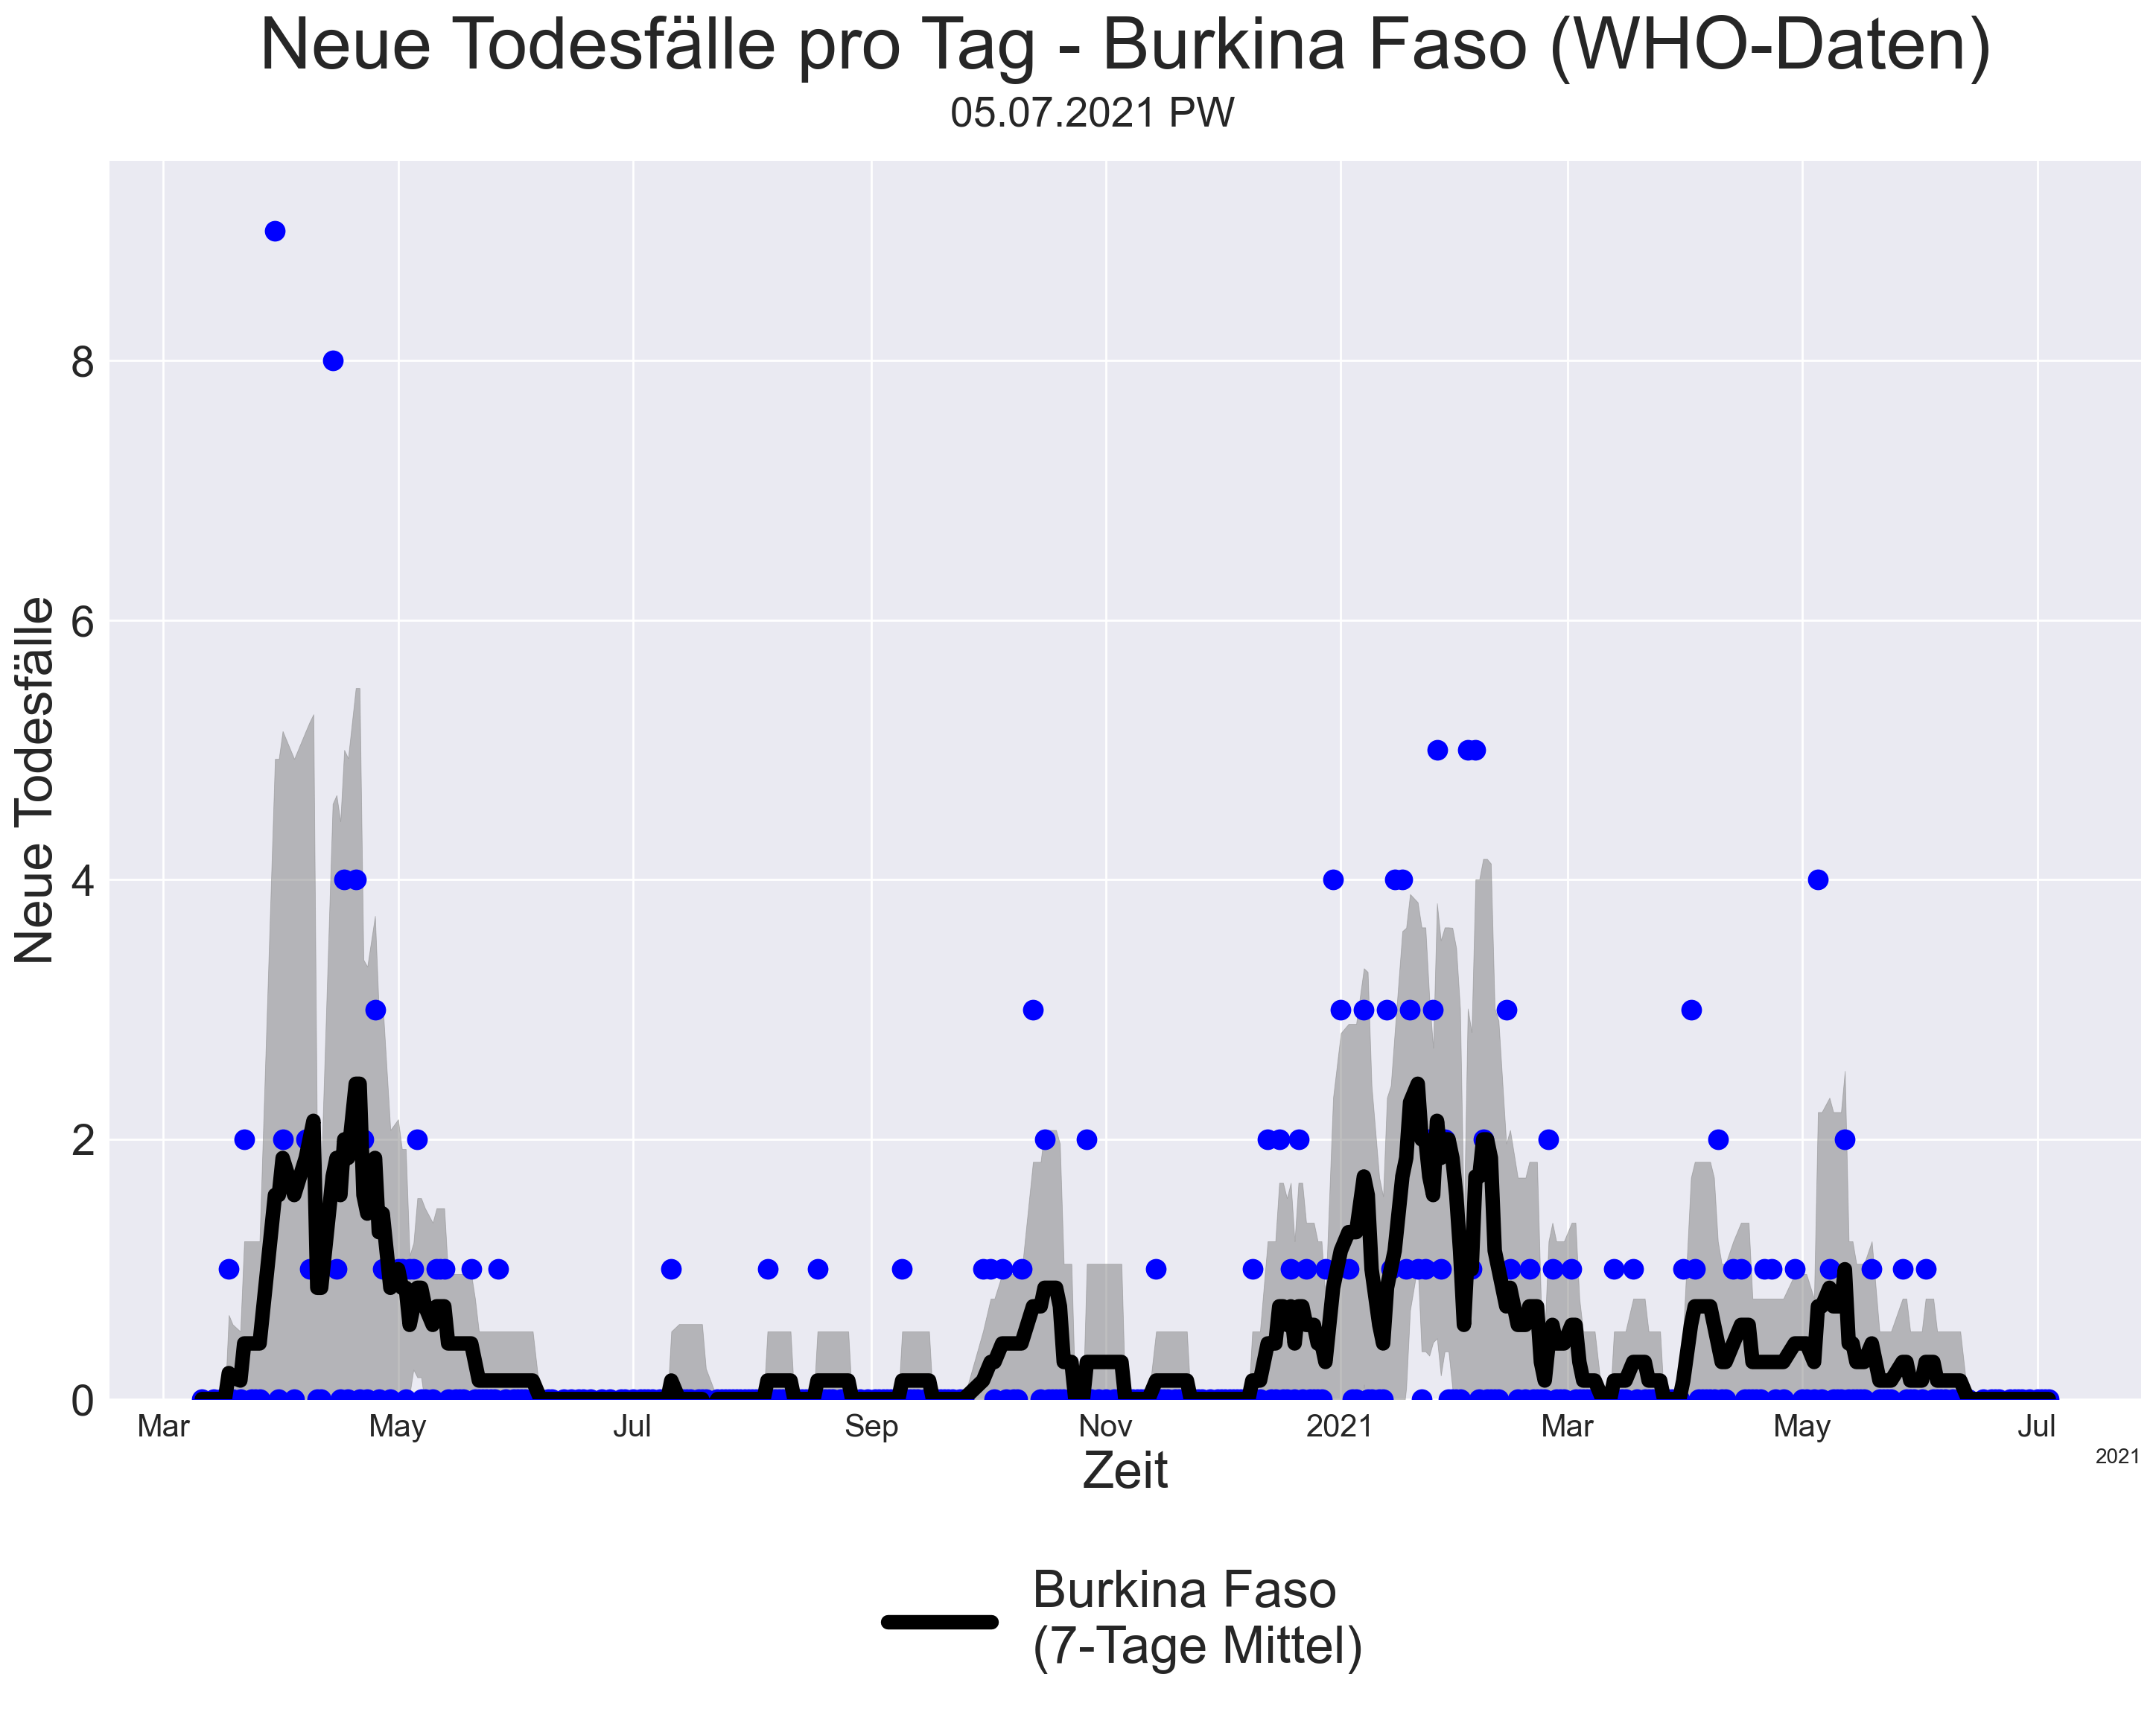 Neue Todesfälle pro Tag - Burkina Faso (WHO-Daten)
05.07.2021 PW
Neue Todesfälle
8
6
4
2
0
Mar May Jul Sep Nov 2021 Mar May Jul
2021
Zeit
Burkina Faso
(7-Tage Mittel)